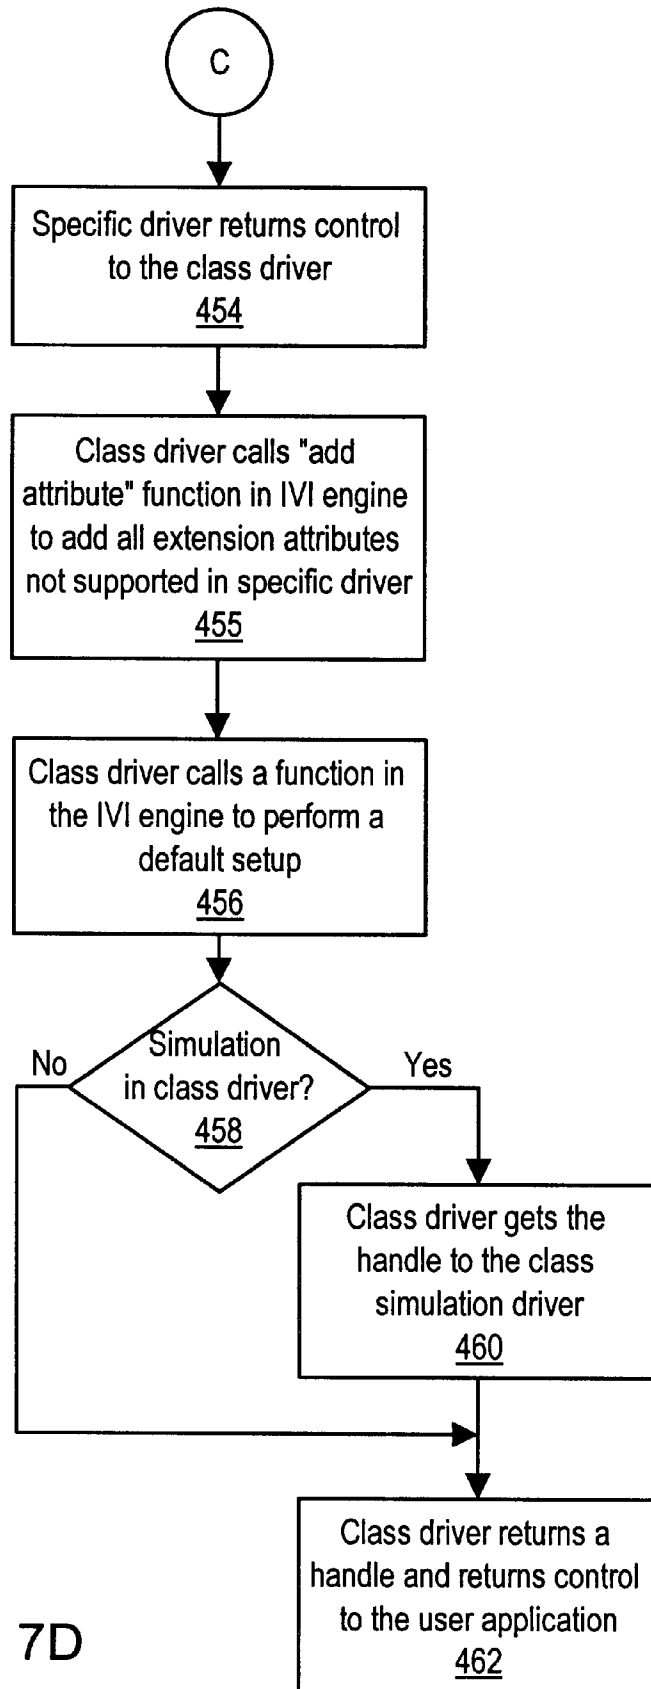 C
Specific driver returns control
to the class driver
454
Class driver calls "add
attribute" function in IVI engine
to add all extension attributes
not supported in specific driver
455
Class driver calls a function in
the IVI engine to perform a
default setup
456
No
Simulation
in class driver?
458
Yes
Class driver gets the
handle to the class
simulation driver
460
Class driver returns a
handle and returns control
to the user application
462
7D